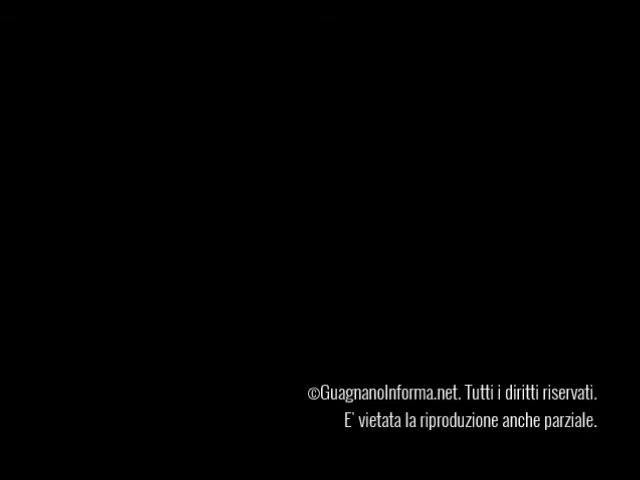 ©GuagnanoInforma.net. Tutti i diritti riservati.
E' vietata la riproduzione anche parziale.